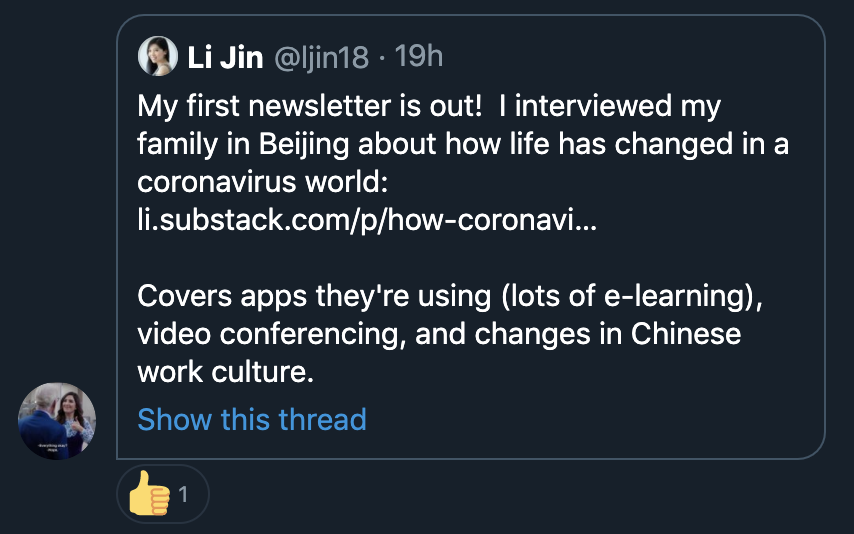 Li Jin @ljin18 · 19h
My first newsletter is out!  I interviewed my
family in Beijing about how life has changed in a
coronavirus world:
li.substack.com/p/how-coronavi...
Covers apps they're using (lots of e-learning),
video conferencing, and changes in Chinese
work culture.
Show this thread
1